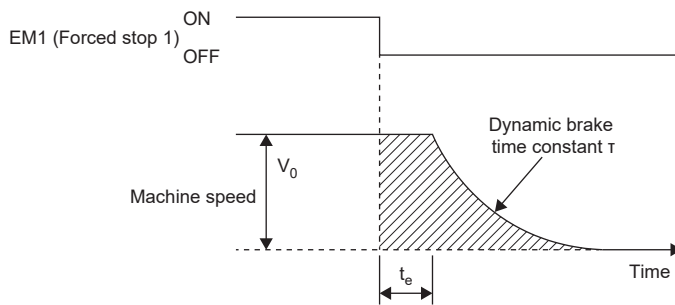 ON
EM1 (Forced stop 1)
OFF
Dynamic brake
time constant τ
V₀
Machine speed
Time
tₑ